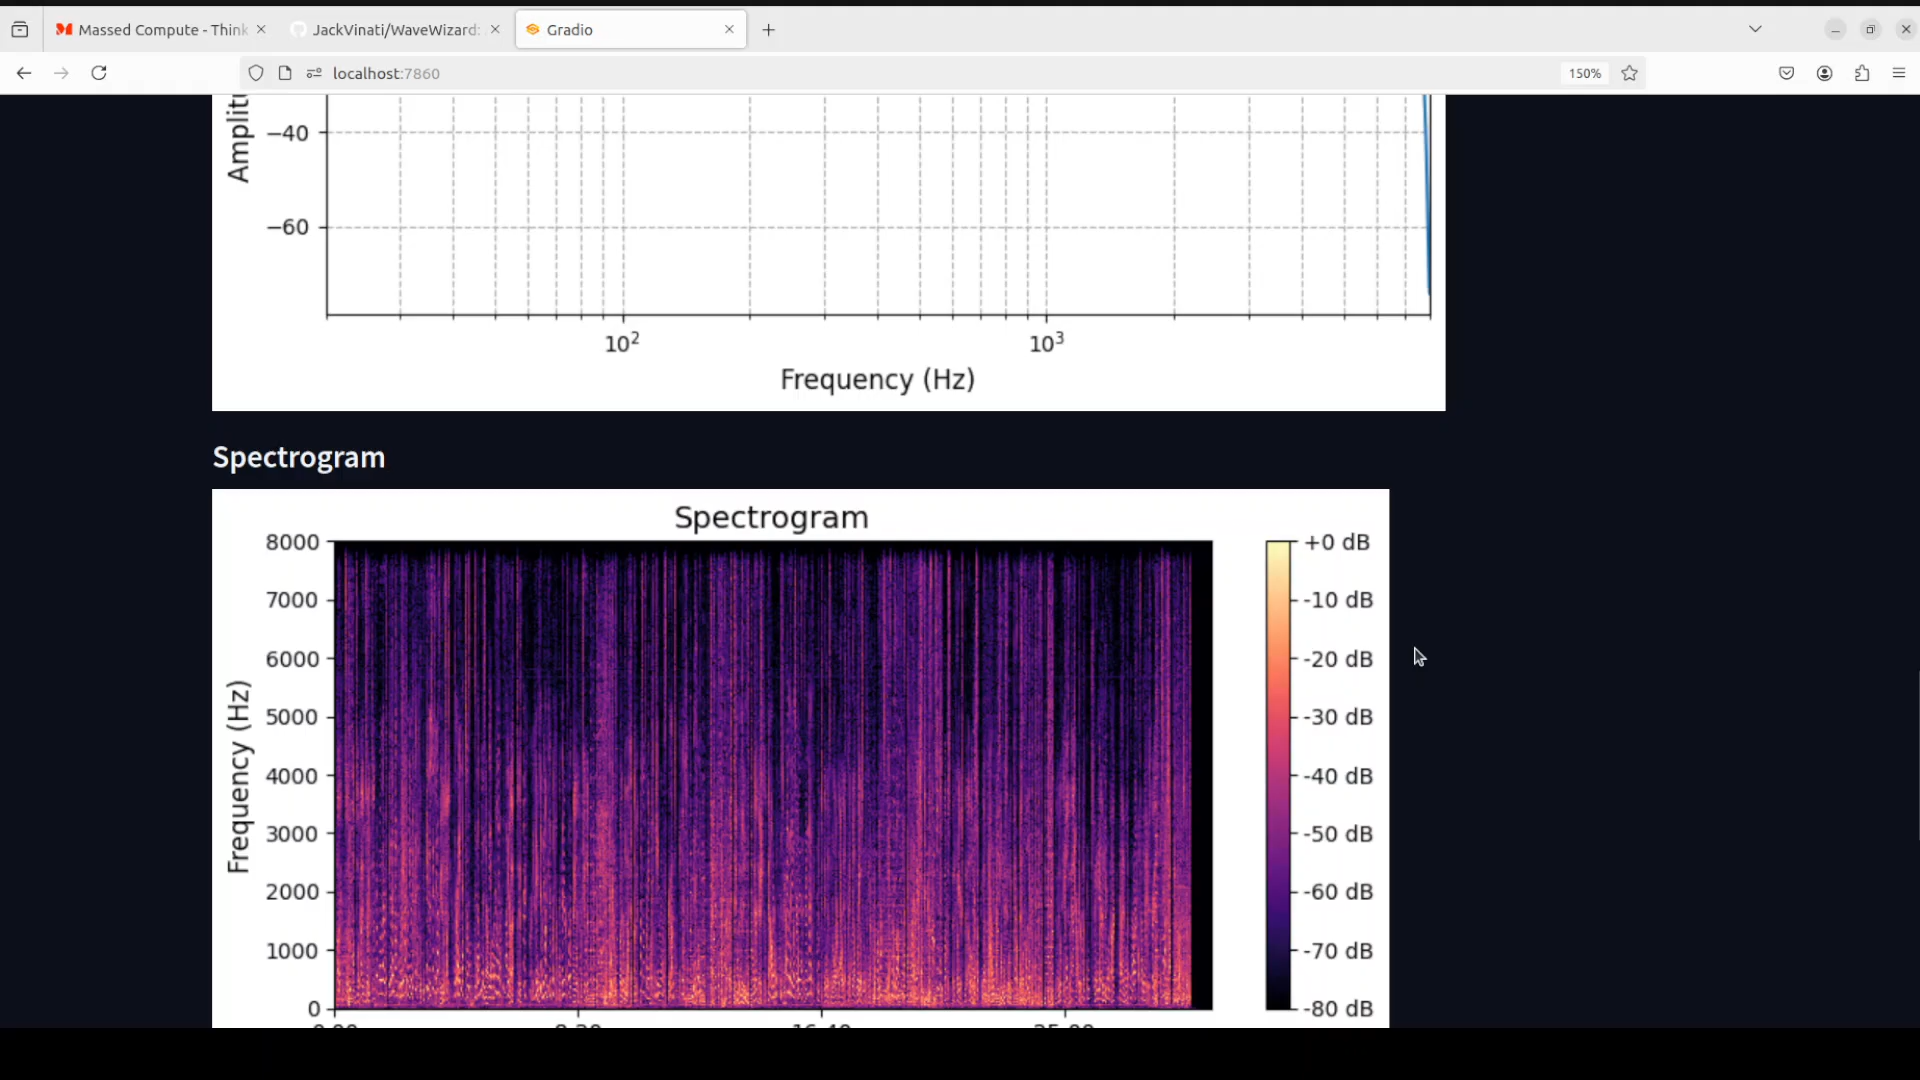 Massed Compute - Think
JackVinati/WaveWizard:
Gradio
localhost:7860
150%
Amplitu
−40
−60
10²
10³
Frequency (Hz)
Spectrogram
Spectrogram
8000
7000
6000
5000
4000
3000
2000
1000
0
Frequency (Hz)
+0 dB
-10 dB
-20 dB
-30 dB
-40 dB
-50 dB
-60 dB
-70 dB
-80 dB